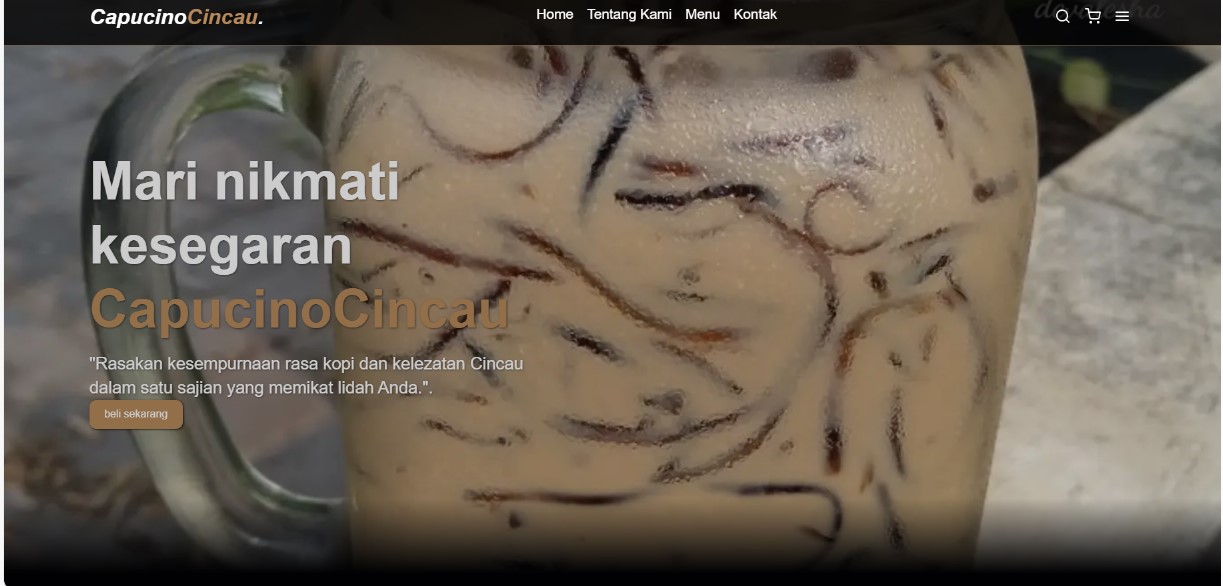 CapucinoCincau.
Home Tentang Kami Menu Kontak
Mari nikmati
kesegaran
CapucinoCincau
"Rasakan kesempurnaan rasa kopi dan kelezatan Cincau
dalam satu sajian yang memikat lidah Anda.".
beli sekarang